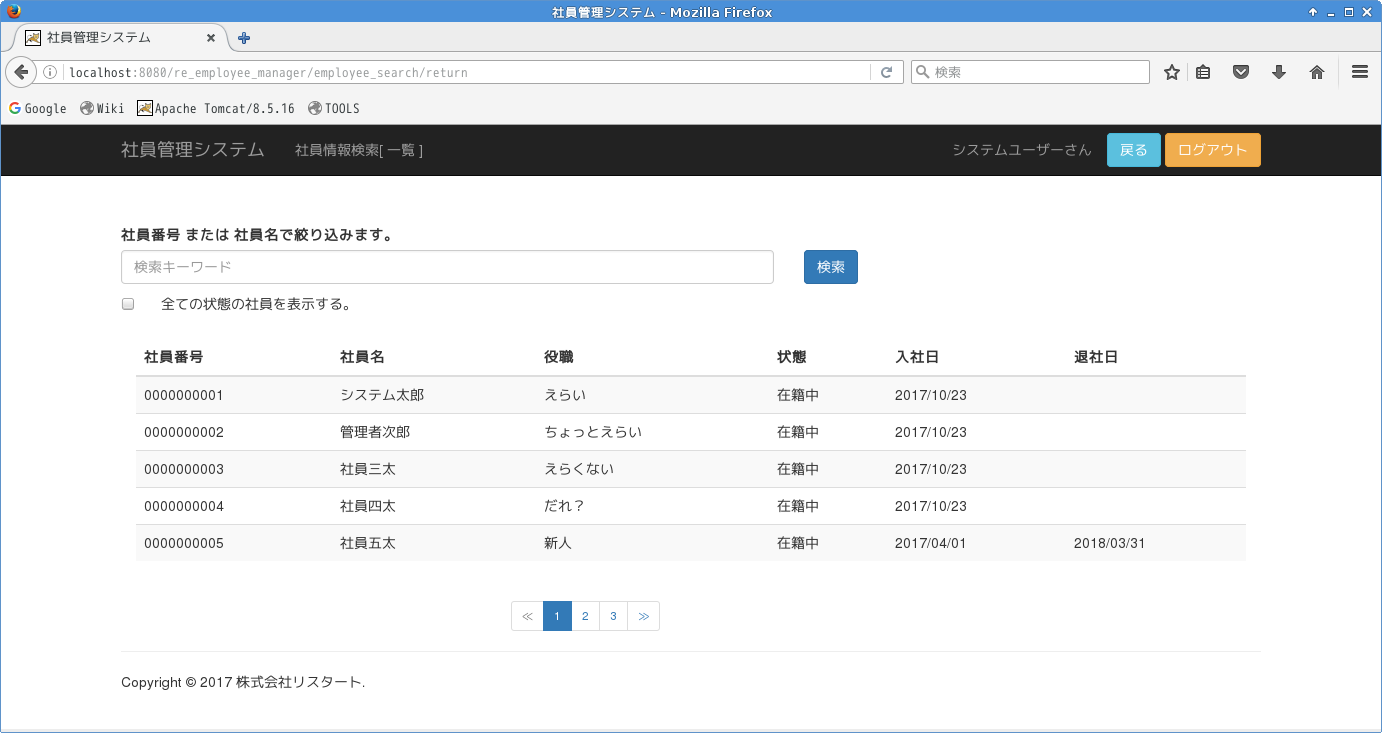 社員管理システム - Mozilla Firefox
社員管理システム
localhost:8080/re_employee_manager/employee_search/return
検索
Google Wiki Apache Tomcat/8.5.16 TOOLS
社員管理システム 社員情報検索[ 一覧 ] システムユーザーさん 戻る ログアウト
社員番号 または 社員名で絞り込みます。
検索キーワード 検索
全ての状態の社員を表示する。
社員番号 社員名 役職 状態 入社日 退社日
0000000001 システム太郎 えらい 在籍中 2017/10/23
0000000002 管理者次郎 ちょっとえらい 在籍中 2017/10/23
0000000003 社員三太 えらくない 在籍中 2017/10/23
0000000004 社員四太 だれ？ 在籍中 2017/10/23
0000000005 社員五太 新人 在籍中 2017/04/01 2018/03/31
≪ 1 2 3 ≫
Copyright © 2017 株式会社リスタート.